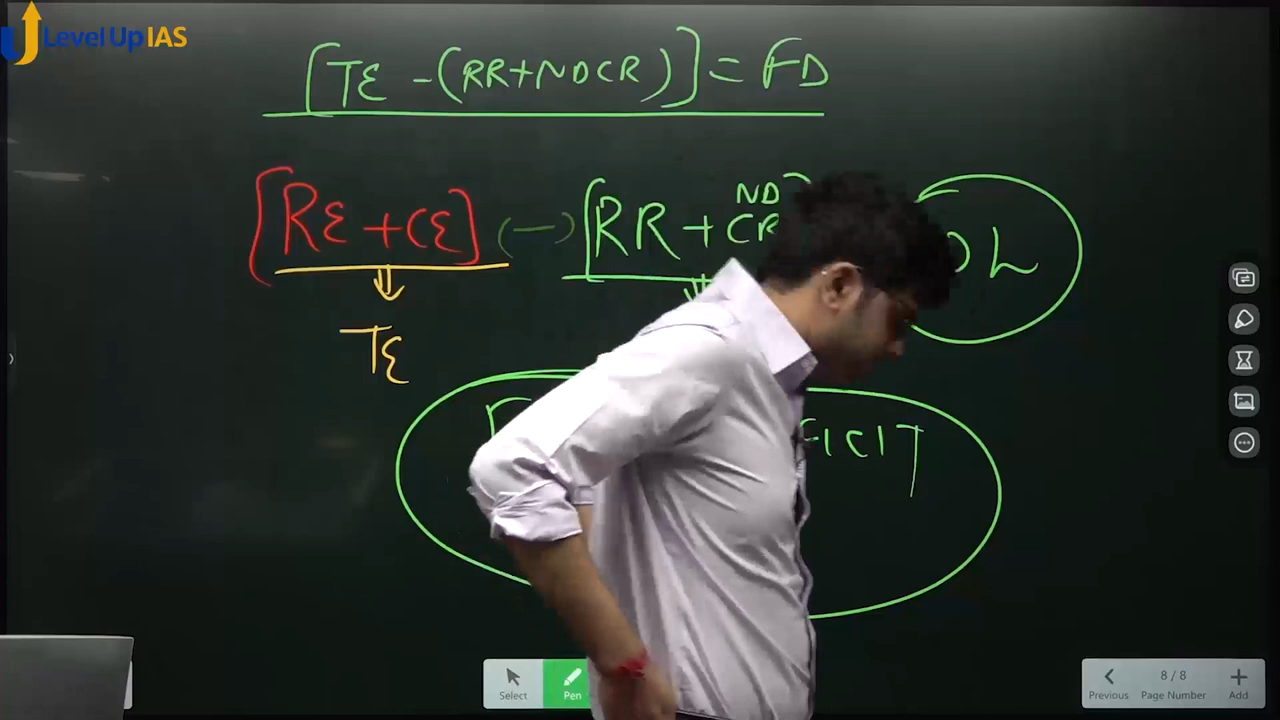 Level Up IAS
[TE - (RR+NDCR)] = FD
[RE + CE] (-) [RR + ND CR
TE
FICIT
Select
Pen
Previous
8 / 8
Page Number
Add